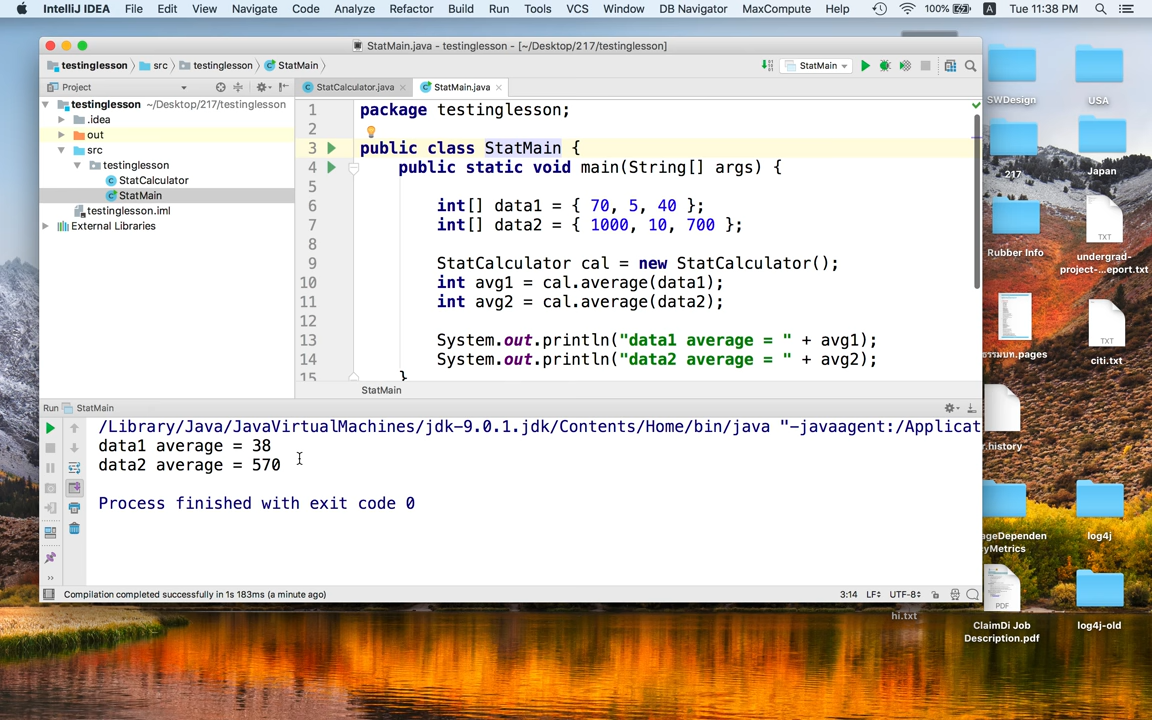 IntelliJ IDEA File Edit View Navigate Code Analyze Refactor Build Run Tools VCS Window DB Navigator MaxCompute Help 100% A Tue 11:38 PM
StatMain.java - testinglesson - [~/Desktop/217/testinglesson]
testinglesson src testinglesson StatMain StatMain
Project StatCalculator.java StatMain.java
testinglesson ~/Desktop/217/testinglesson
.idea
out
src
testinglesson
StatCalculator
StatMain
testinglesson.iml
External Libraries
1 package testinglesson;
2
3 public class StatMain {
4 public static void main(String[] args) {
5
6 int[] data1 = { 70, 5, 40 };
7 int[] data2 = { 1000, 10, 700 };
8
9 StatCalculator cal = new StatCalculator();
10 int avg1 = cal.average(data1);
11 int avg2 = cal.average(data2);
12
13 System.out.println("data1 average = " + avg1);
14 System.out.println("data2 average = " + avg2);
15 }
StatMain
Run StatMain
/Library/Java/JavaVirtualMachines/jdk-9.0.1.jdk/Contents/Home/bin/java "-javaagent:/Applicat
data1 average = 38
data2 average = 570
Process finished with exit code 0
Compilation completed successfully in 1s 183ms (a minute ago) 3:14 LF UTF-8
SWDesign
USA
217
Japan
Rubber Info
TXT
undergrad-
project-...eport.txt
.pages
TXT
citi.txt
.history
ageDependen
cyMetrics
log4j
PDF
ClaimDi Job
Description.pdf
log4j-old
hi.txt